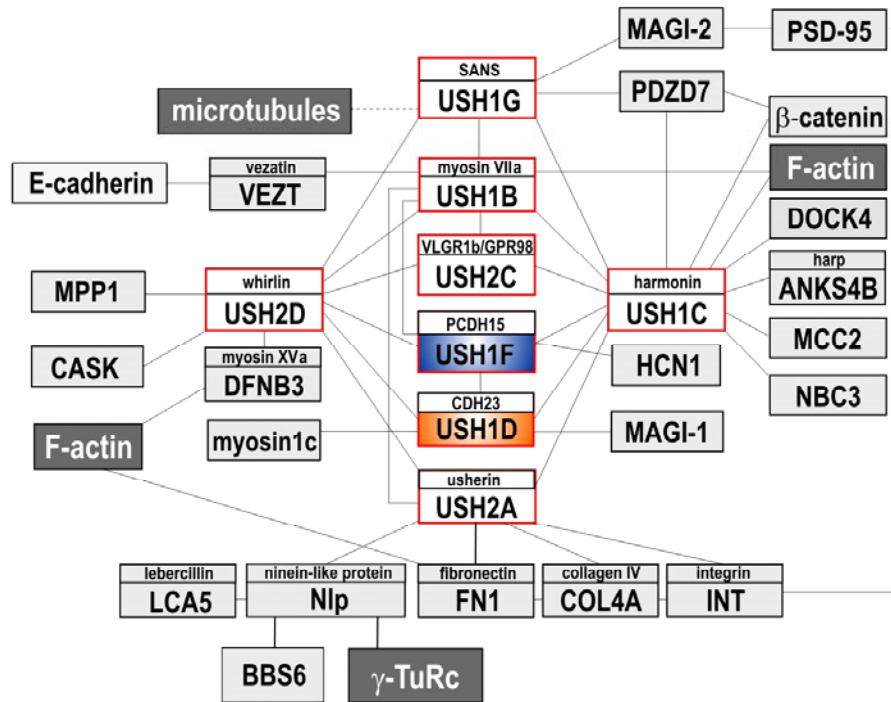 MAGI-2
PSD-95
SANS
USH1G
PDZD7
microtubules
β-catenin
E-cadherin
vezatin
VEZT
myosin VIIa
USH1B
F-actin
DOCK4
VLGR1b/GPR98
USH2C
harp
ANKS4B
MPP1
whirlin
USH2D
harmonin
USH1C
PCDH15
USH1F
MCC2
CASK
myosin XVa
DFNB3
HCN1
NBC3
CDH23
USH1D
F-actin
myosin1c
MAGI-1
usherin
USH2A
lebercillin
LCA5
ninein-like protein
Nlp
fibronectin
FN1
collagen IV
COL4A
integrin
INT
BBS6
γ-TuRc